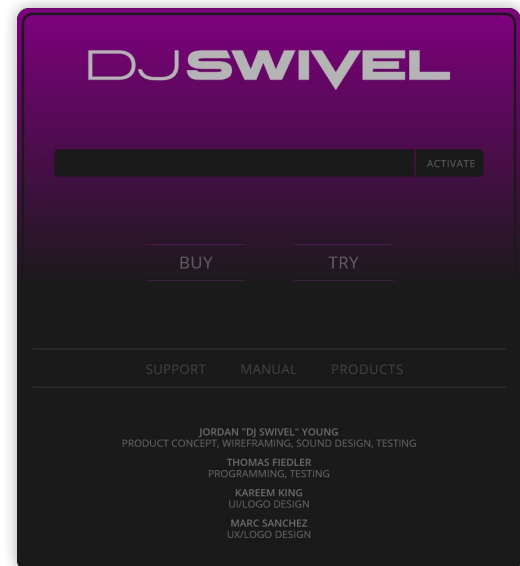 DJSWIVEL
ACTIVATE
BUY
TRY
SUPPORT
MANUAL
PRODUCTS
JORDAN "DJ SWIVEL" YOUNG
PRODUCT CONCEPT, WIREFRAMING, SOUND DESIGN, TESTING
THOMAS FIEDLER
PROGRAMMING, TESTING
KAREEM KING
UI/LOGO DESIGN
MARC SANCHEZ
UX/LOGO DESIGN